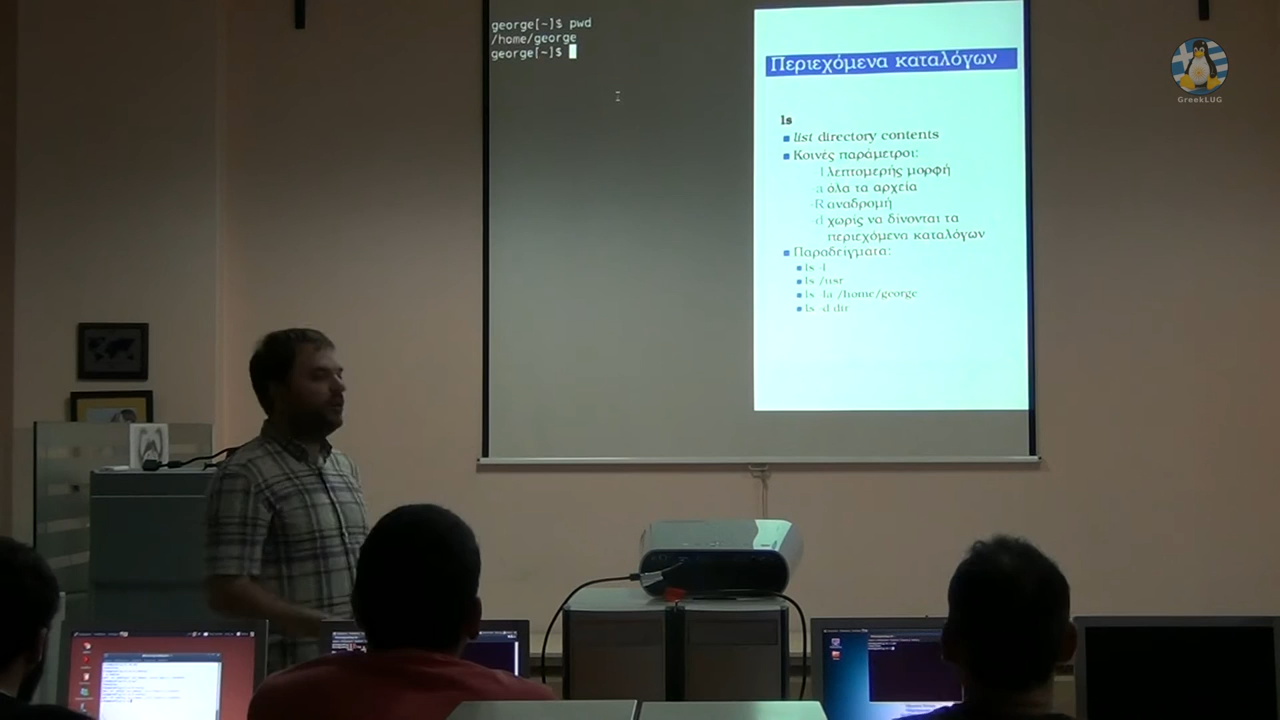 george[~]$ pwd
/home/george
george[~]$
Περιεχόμενα καταλόγων
ls
list directory contents
Κοινές παράμετροι:
-l λεπτομερής μορφή
-a όλα τα αρχεία
-R αναδρομή
-d χωρίς να δίνονται τα
περιεχόμενα καταλόγων
Παραδείγματα:
ls -l
ls /usr
ls -la /home/george
ls -d dir
GreekLUG